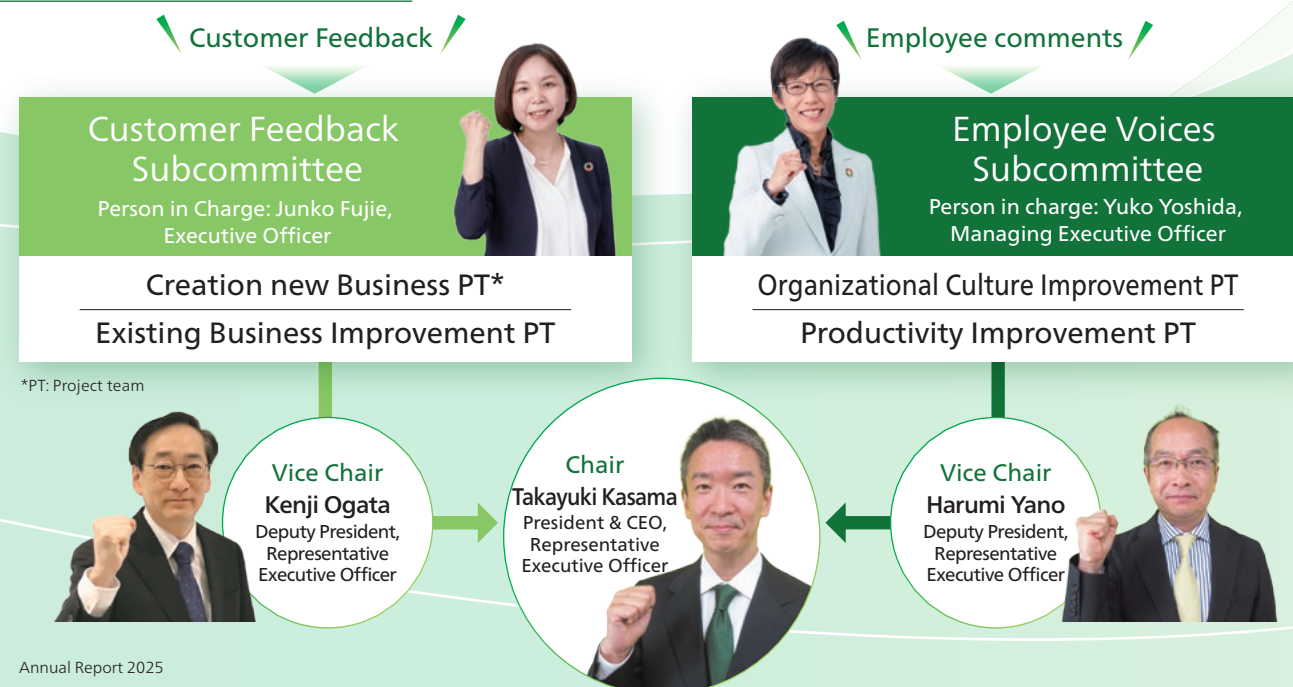 Customer Feedback
Customer Feedback
Subcommittee
Person in Charge: Junko Fujie,
Executive Officer
Creation new Business PT*
Existing Business Improvement PT
*PT: Project team
Employee comments
Employee Voices
Subcommittee
Person in charge: Yuko Yoshida,
Managing Executive Officer
Organizational Culture Improvement PT
Productivity Improvement PT
Vice Chair
Kenji Ogata
Deputy President,
Representative
Executive Officer
Chair
Takayuki Kasama
President & CEO,
Representative
Executive Officer
Vice Chair
Harumi Yano
Deputy President,
Representative
Executive Officer
Annual Report 2025